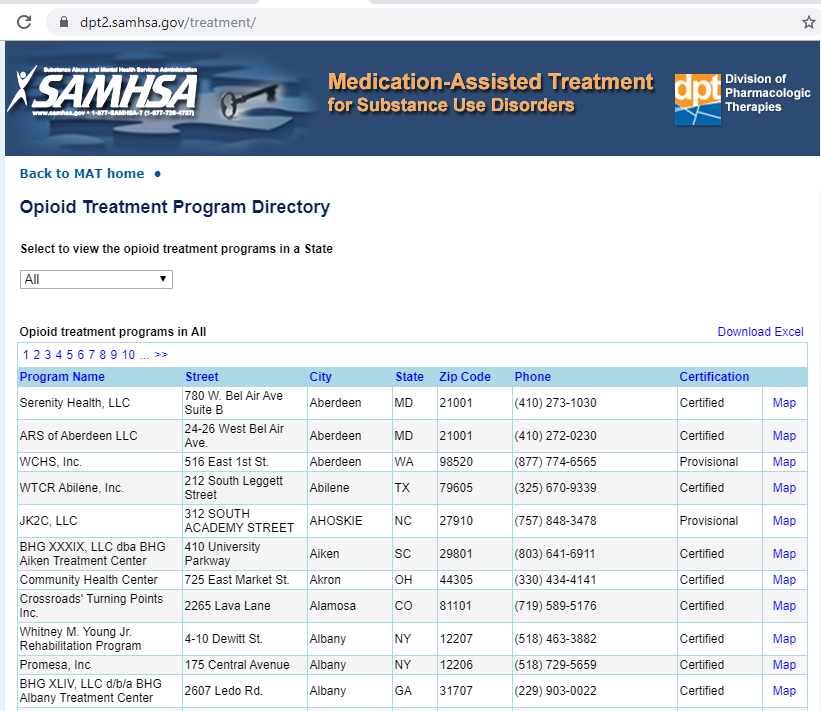 dpt2.samhsa.gov/treatment/
Substance Abuse and Mental Health Services Administration
SAMHSA
www.samhsa.gov • 1-877-SAMHSA-7 (1-877-726-4727)
Medication-Assisted Treatment
for Substance Use Disorders
dpt
Division of
Pharmacologic
Therapies
Back to MAT home •
Opioid Treatment Program Directory
Select to view the opioid treatment programs in a State
All
Opioid treatment programs in All Download Excel
1 2 3 4 5 6 7 8 9 10 ... >>
Program Name Street City State Zip Code Phone Certification
Serenity Health, LLC 780 W. Bel Air Ave Suite B Aberdeen MD 21001 (410) 273-1030 Certified Map
ARS of Aberdeen LLC 24-26 West Bel Air Ave. Aberdeen MD 21001 (410) 272-0230 Certified Map
WCHS, Inc. 516 East 1st St. Aberdeen WA 98520 (877) 774-6565 Provisional Map
WTCR Abilene, Inc. 212 South Leggett Street Abilene TX 79605 (325) 670-9339 Certified Map
JK2C, LLC 312 SOUTH ACADEMY STREET AHOSKIE NC 27910 (757) 848-3478 Provisional Map
BHG XXXIX, LLC dba BHG Aiken Treatment Center 410 University Parkway Aiken SC 29801 (803) 641-6911 Certified Map
Community Health Center 725 East Market St. Akron OH 44305 (330) 434-4141 Certified Map
Crossroads' Turning Points Inc. 2265 Lava Lane Alamosa CO 81101 (719) 589-5176 Certified Map
Whitney M. Young Jr. Rehabilitation Program 4-10 Dewitt St. Albany NY 12207 (518) 463-3882 Certified Map
Promesa, Inc 175 Central Avenue Albany NY 12206 (518) 729-5659 Certified Map
BHG XLIV, LLC d/b/a BHG Albany Treatment Center 2607 Ledo Rd. Albany GA 31707 (229) 903-0022 Certified Map